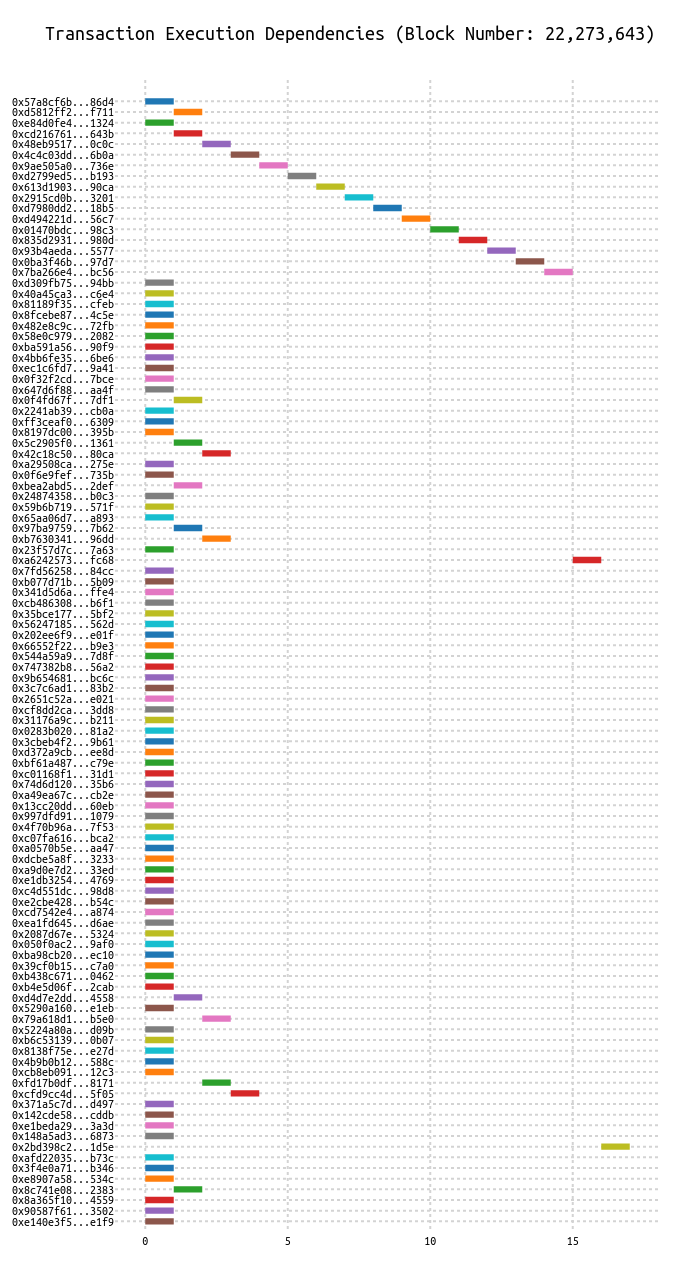 Transaction Execution Dependencies (Block Number: 22,273,643)
0x57a8cf6b...86d4
0xd5812ff2...f711
0xe84d0fe4...1324
0xcd216761...643b
0x48eb9517...0c0c
0x4c4c03dd...6b0a
0x9ae505a0...736e
0xd2799ed5...b193
0x613d1903...90ca
0x2915cd0b...3201
0xd7980dd2...18b5
0xd494221d...56c7
0x01470bdc...98c3
0x835d2931...980d
0x93b4aeda...5577
0x0ba3f46b...97d7
0x7ba266e4...bc56
0xd309fb75...94bb
0x40a45ca3...c6e4
0x81189f35...cfeb
0x8fcebe87...4c5e
0x482e8c9c...72fb
0x58e0c979...2082
0xba591a56...90f9
0x4bb6fe35...6be6
0xec1c6fd7...9a41
0x0f32f2cd...7bce
0x647d6f88...aa4f
0x0f4fd67f...7df1
0x2241ab39...cb0a
0xff3ceaf0...6309
0x8197dc00...395b
0x5c2905f0...1361
0x42c18c50...80ca
0xa29508ca...275e
0x0f6e9fef...735b
0xbea2abd5...2def
0x24874358...b0c3
0x59b6b719...571f
0x65aa06d7...a893
0x97ba9759...7b62
0xb7630341...96dd
0x23f57d7c...7a63
0xa6242573...fc68
0x7fd56258...84cc
0xb077d71b...5b09
0x341d5d6a...ffe4
0xcb486308...b6f1
0x35bce177...5bf2
0x56247185...562d
0x202ee6f9...e01f
0x66552f22...b9e3
0x544a59a9...7d8f
0x747382b8...56a2
0x9b654681...bc6c
0x3c7c6ad1...83b2
0x2651c52a...e021
0xcf8dd2ca...3dd8
0x31176a9c...b211
0x0283b020...81a2
0x3cbeb4f2...9b61
0xd372a9cb...ee8d
0xbf61a487...c79e
0xc01168f1...31d1
0x74d6d120...35b6
0xa49ea67c...cb2e
0x13cc20dd...60eb
0x997dfd91...1079
0x4f70b96a...7f53
0xc07fa616...bca2
0xa0570b5e...aa47
0xdcbe5a8f...3233
0xa9d0e7d2...33ed
0xe1db3254...4769
0xc4d551dc...98d8
0xe2cbe428...b54c
0xcd7542e4...a874
0xea1fd645...d6ae
0x2087d67e...5324
0x050f0ac2...9af0
0xba98cb20...ec10
0x39cf0b15...c7a0
0xb438c671...0462
0xb4e5d06f...2cab
0xd4d7e2dd...4558
0x5290a160...e1eb
0x79a618d1...b5e0
0x5224a80a...d09b
0xb6c53139...0b07
0x8138f75e...e27d
0x4b9b0b12...588c
0xcb8eb091...12c3
0xfd17b0df...8171
0xcfd9cc4d...5f05
0x371a5c7d...d497
0x142cde58...cddb
0xe1beda29...3a3d
0x148a5ad3...6873
0x2bd398c2...1d5e
0xafd22035...b73c
0x3f4e0a71...b346
0xe8907a58...534c
0x8c741e08...2383
0x8a365f10...4559
0x90587f61...3502
0xe140e3f5...e1f9
0 5 10 15